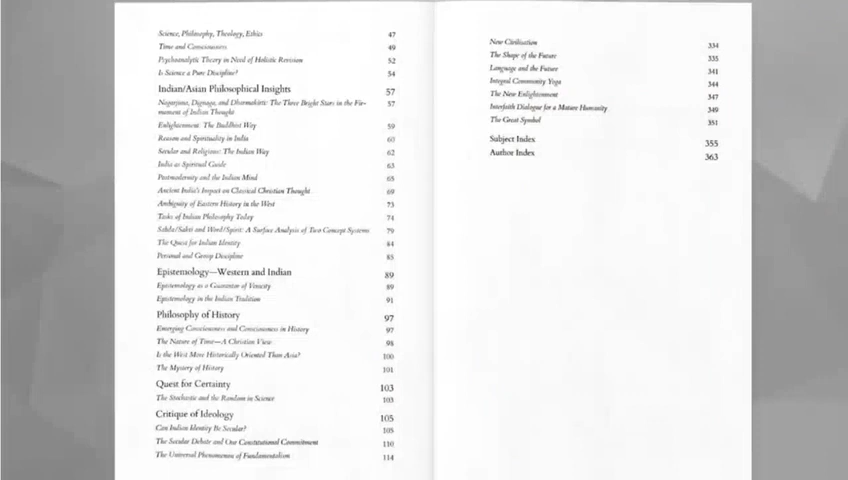 Science, Philosophy, Theology, Ethics 47
Time and Consciousness 49
Psychoanalytic Theory in Need of Holistic Revision 52
Is Science a Pure Discipline? 54
Indian/Asian Philosophical Insights 57
Nagarjuna, Dignaga, and Dharmakirti: The Three Bright Stars in the Fir- 57
mament of Indian Thought
Enlightenment: The Buddhist Way 59
Reason and Spirituality in India 60
Secular and Religious: The Indian Way 62
India as Spiritual Guide 63
Postmodernity and the Indian Mind 65
Ancient India's Impact on Classical Christian Thought 69
Ambiguity of Eastern History in the West 73
Tasks of Indian Philosophy Today 74
Sabda/Sakti and Word/Spirit: A Surface Analysis of Two Concept Systems 79
The Quest for Indian Identity 84
Personal and Group Discipline 85
Epistemology—Western and Indian 89
Epistemology as a Guarantor of Veracity 89
Epistemology in the Indian Tradition 91
Philosophy of History 97
Emerging Consciousness and Consciousness in History 97
The Nature of Time—A Christian View 98
Is the West More Historically Oriented Than Asia? 100
The Mystery of History 101
Quest for Certainty 103
The Stochastic and the Random in Science 103
Critique of Ideology 105
Can Indian Identity Be Secular? 105
The Secular Debate and Our Constitutional Commitment 110
The Universal Phenomenon of Fundamentalism 114
New Civilisation 334
The Shape of the Future 335
Language and the Future 341
Integral Community Yoga 344
The New Enlightenment 347
Interfaith Dialogue for a Mature Humanity 349
The Great Symbol 351
Subject Index 355
Author Index 363